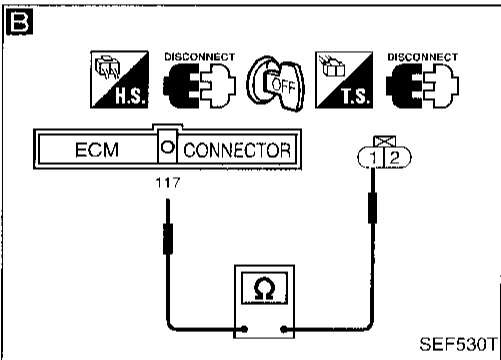 B
DISCONNECT
DISCONNECT
H.S.
OFF
T.S.
ECM
CONNECTOR
1 2
117
Ω
SEF530T